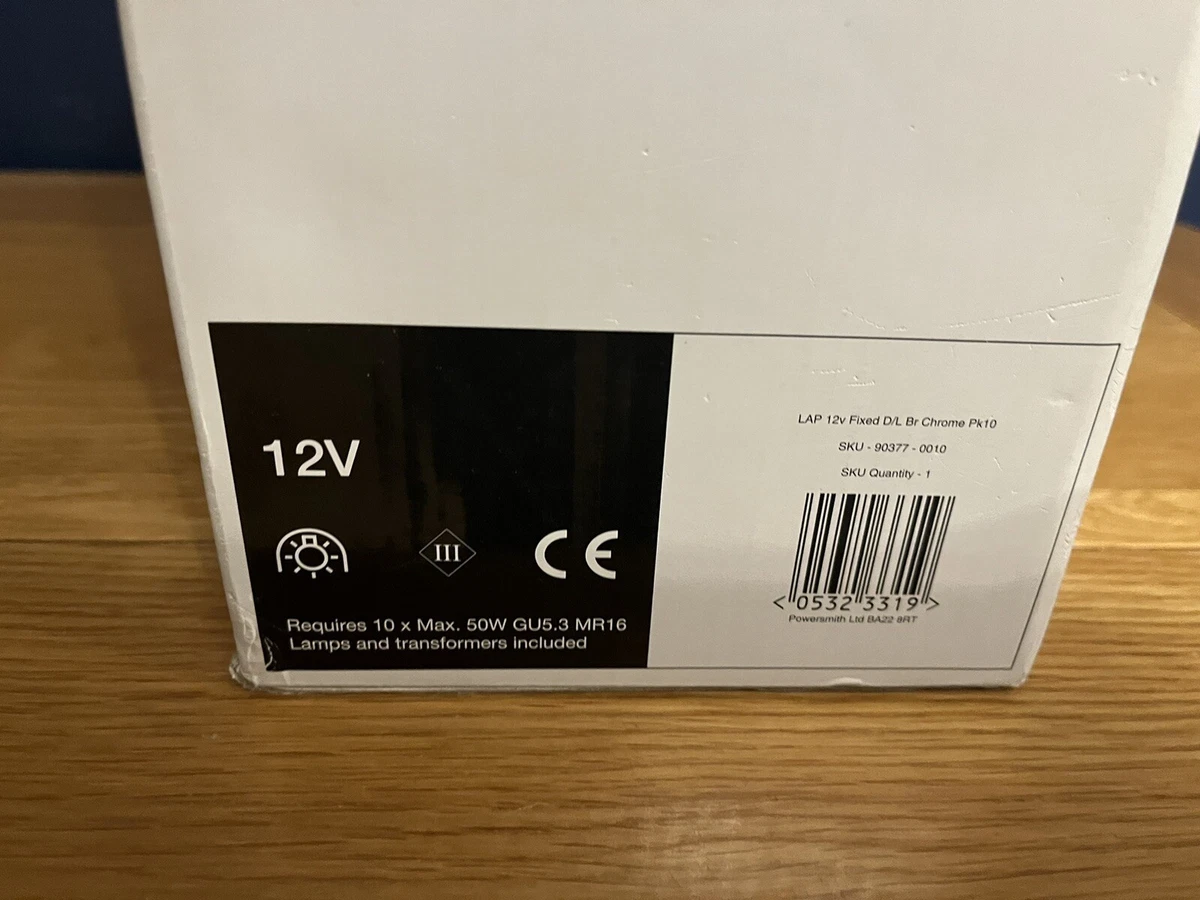 12V
III
CE
Requires 10 x Max. 50W GU5.3 MR16
Lamps and transformers included
LAP 12v Fixed D/L Br Chrome Pk10
SKU - 90377 - 0010
SKU Quantity - 1
<0532 3319>
Powersmith Ltd BA22 8RT